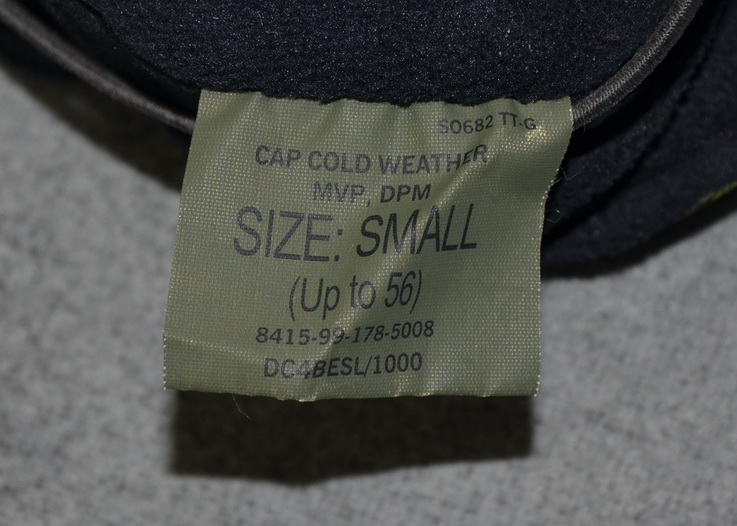 S0682 TT-G
CAP COLD WEATHER
MVP, DPM
SIZE: SMALL
(Up to 56)
8415-99-178-5008
DC4BESL/1000